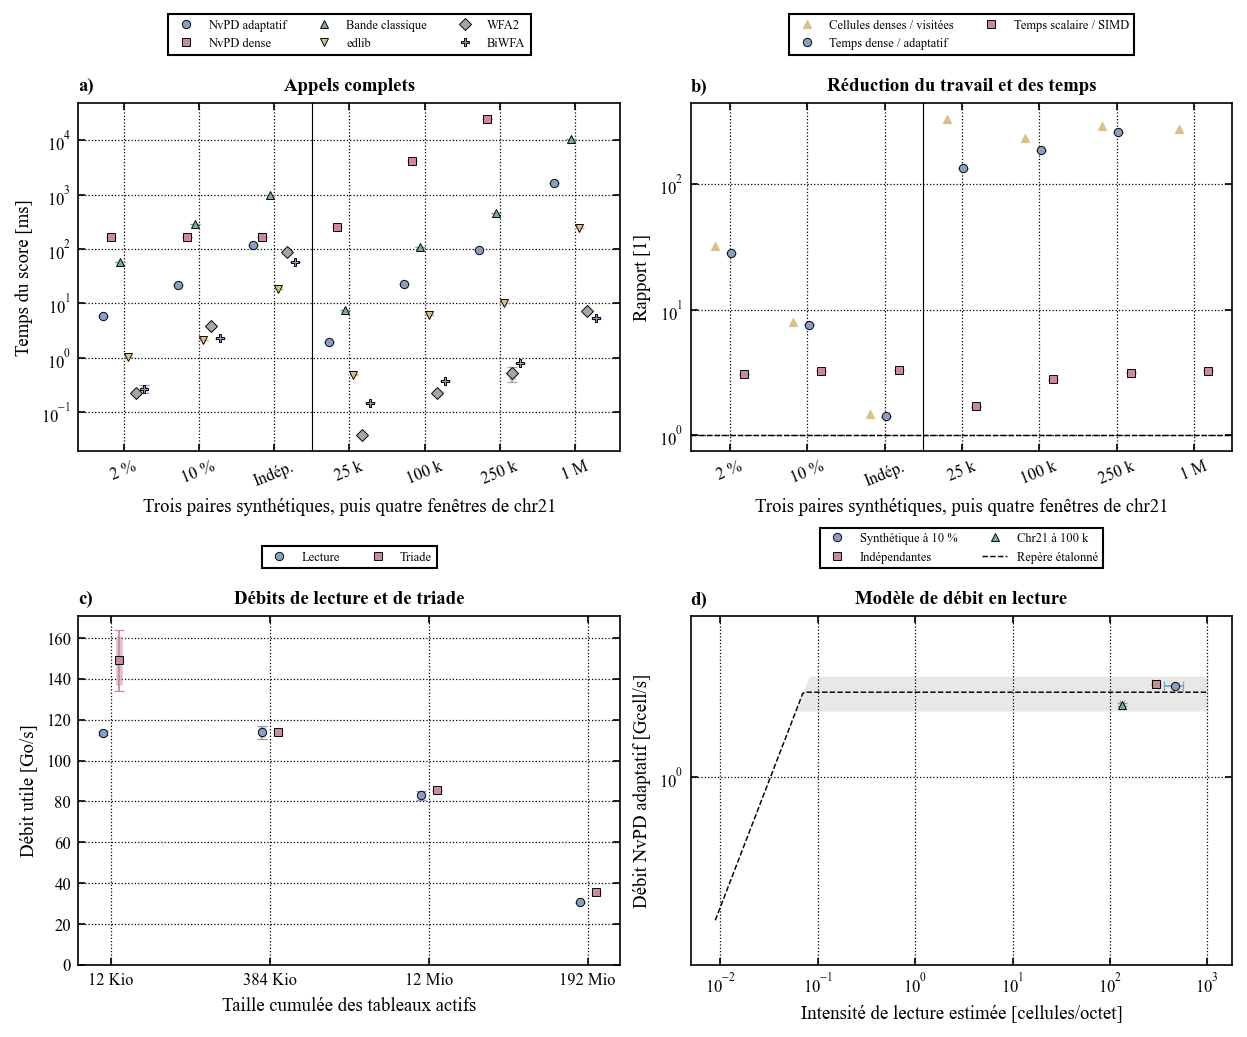 NvPD adaptatif
NvPD dense
Bande classique
edlib
WFA2
BiWFA
a)
Appels complets
Temps du score [ms]
10^4
10^3
10^2
10^1
10^0
10^−1
2 %
10 %
Indép.
25 k
100 k
250 k
1 M
Trois paires synthétiques, puis quatre fenêtres de chr21
Cellules denses / visitées
Temps dense / adaptatif
Temps scalaire / SIMD
b)
Réduction du travail et des temps
Rapport [1]
10^2
10^1
10^0
2 %
10 %
Indép.
25 k
100 k
250 k
1 M
Trois paires synthétiques, puis quatre fenêtres de chr21
Lecture
Triade
c)
Débits de lecture et de triade
Débit utile [Go/s]
160
140
120
100
80
60
40
20
0
12 Kio
384 Kio
12 Mio
192 Mio
Taille cumulée des tableaux actifs
Synthétique à 10 %
Indépendantes
Chr21 à 100 k
Repère étalonné
d)
Modèle de débit en lecture
Débit NvPD adaptatif [Gcell/s]
10^0
10^−2
10^−1
10^0
10^1
10^2
10^3
Intensité de lecture estimée [cellules/octet]